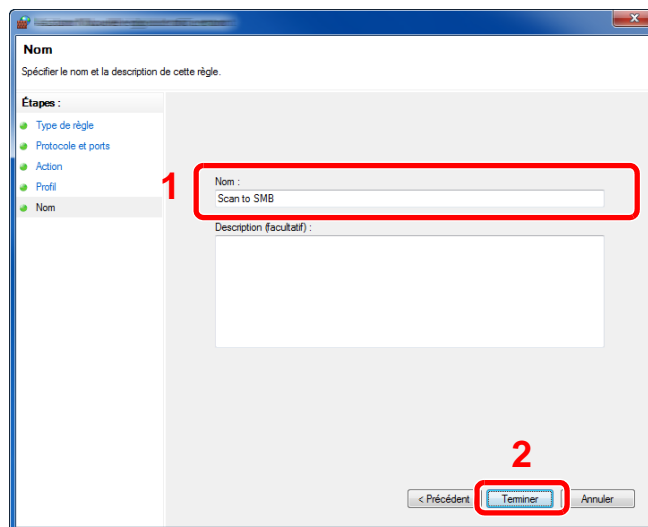 Nom
Spécifier le nom et la description de cette règle.
Étapes :
Type de règle
Protocole et ports
Action
Profil
Nom
1
Nom :
Scan to SMB
Description (facultatif) :
2
< Précédent
Terminer
Annuler